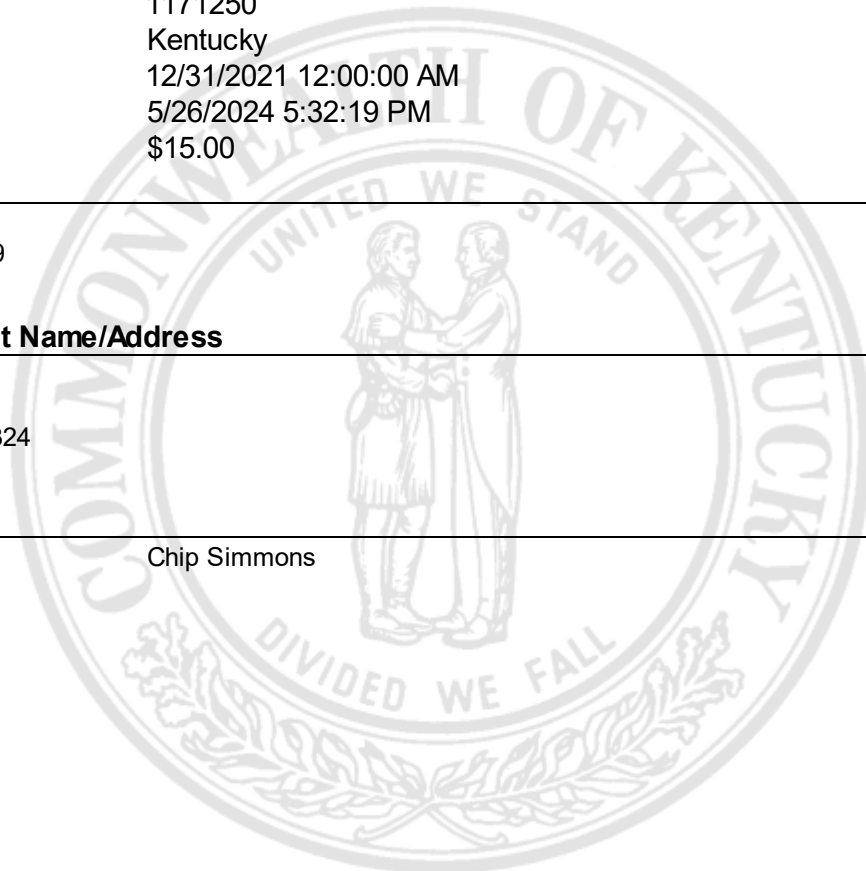 1171250
Kentucky
12/31/2021 12:00:00 AM
5/26/2024 5:32:19 PM
$15.00
9
t Name/Address
324
Chip Simmons
COMMONWEALTH OF KENTUCKY
UNITED WE STAND
DIVIDED WE FALL